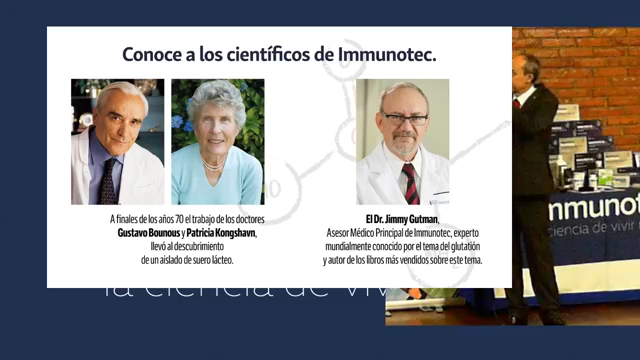 Conoce a los científicos de Immunotec.
A finales de los años 70 el trabajo de los doctores
Gustavo Bounous y Patricia Kongshavn,
llevó al descubrimiento
de un aislado de suero lácteo.
El Dr. Jimmy Gutman,
Asesor Médico Principal de Immunotec, experto
mundialmente conocido por el tema del glutatión
y autor de los libros más vendidos sobre este tema.
mmunot
ciencia de vivir
la ciencia de viv